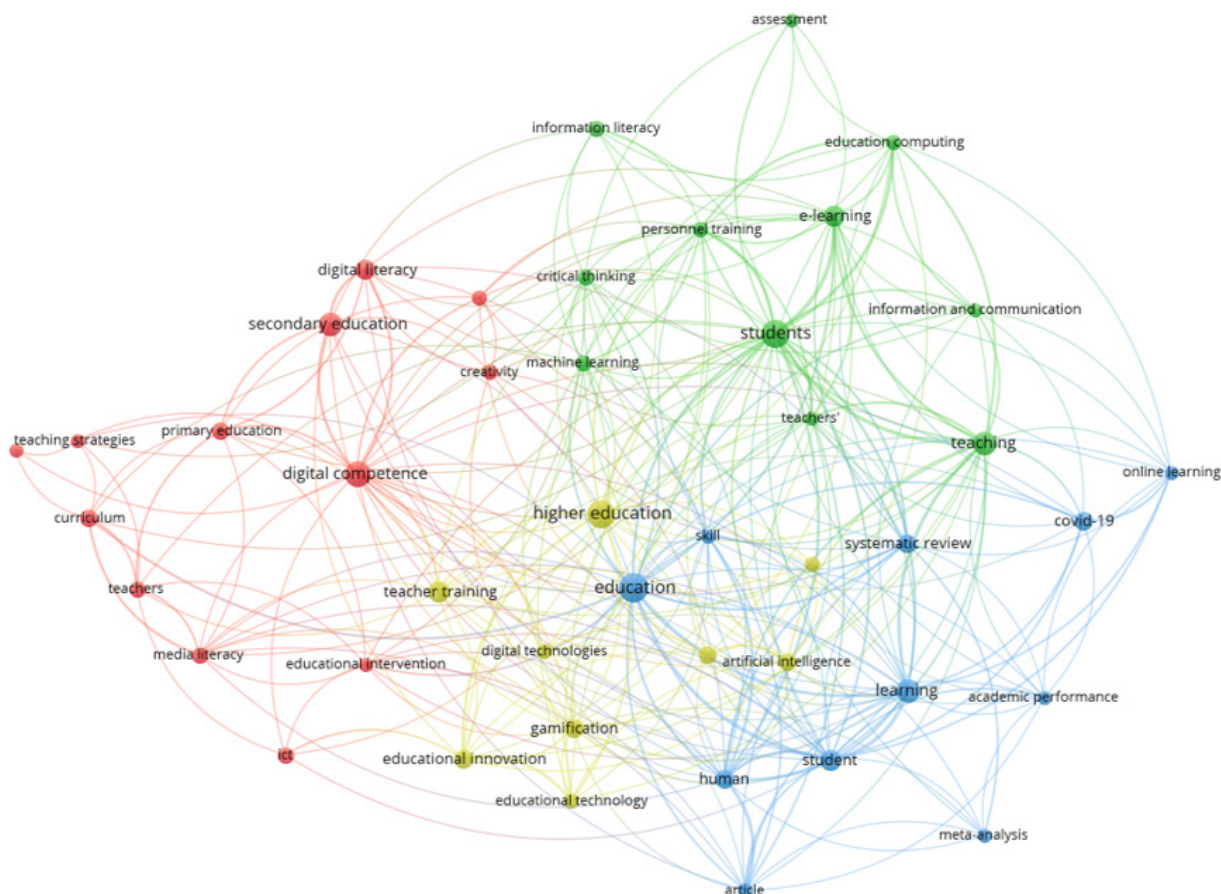 assessment
information literacy
education computing
e-learning
personnel training
digital literacy
critical thinking
information and communication
secondary education
students
machine learning
creativity
teachers'
primary education
teaching strategies
teaching
digital competence
online learning
higher education
curriculum
covid-19
skill
systematic review
teachers
teacher training
education
media literacy
digital technologies
educational intervention
artificial intelligence
learning
academic performance
gamification
ict
educational innovation
student
human
educational technology
meta-analysis
article